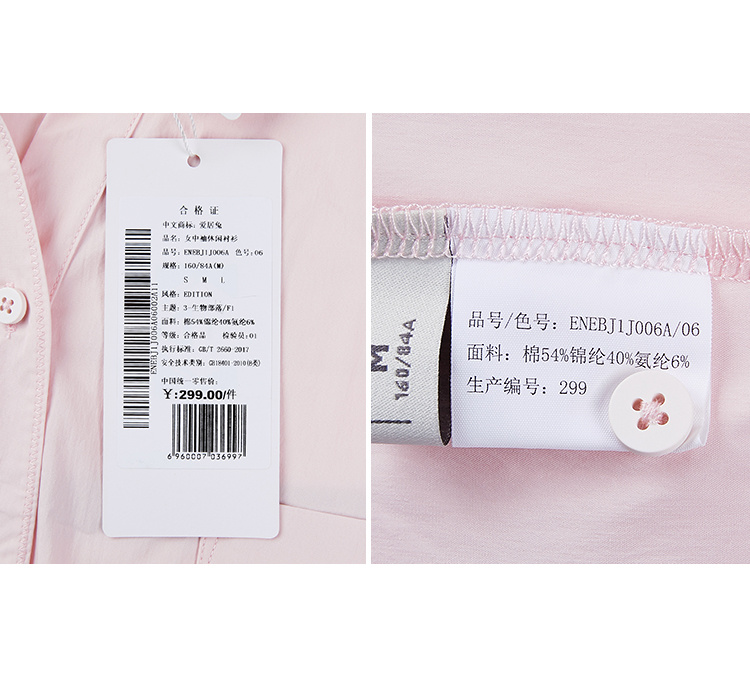 合格证
中文商标: 爱居兔
品名: 女中袖休闲衬衫
品号: ENEBJ1J006A 色号:06
规格: 160/84A(M)
S M L
风格: EDITION
主题: 3-生物部落/F1
面料: 棉54%锦纶40%氨纶6%
等级: 合格品 检验员:01
执行标准: GB/T 2660-2017
安全技术类别: GB18401-2010(B类)
中国统一零售价:
¥:299.00/件
6 960007 036997
ENEBJ1J006A06002A11
M
160/84A
品号/色号: ENEBJ1J006A/06
面料: 棉54%锦纶40%氨纶6%
生产编号: 299